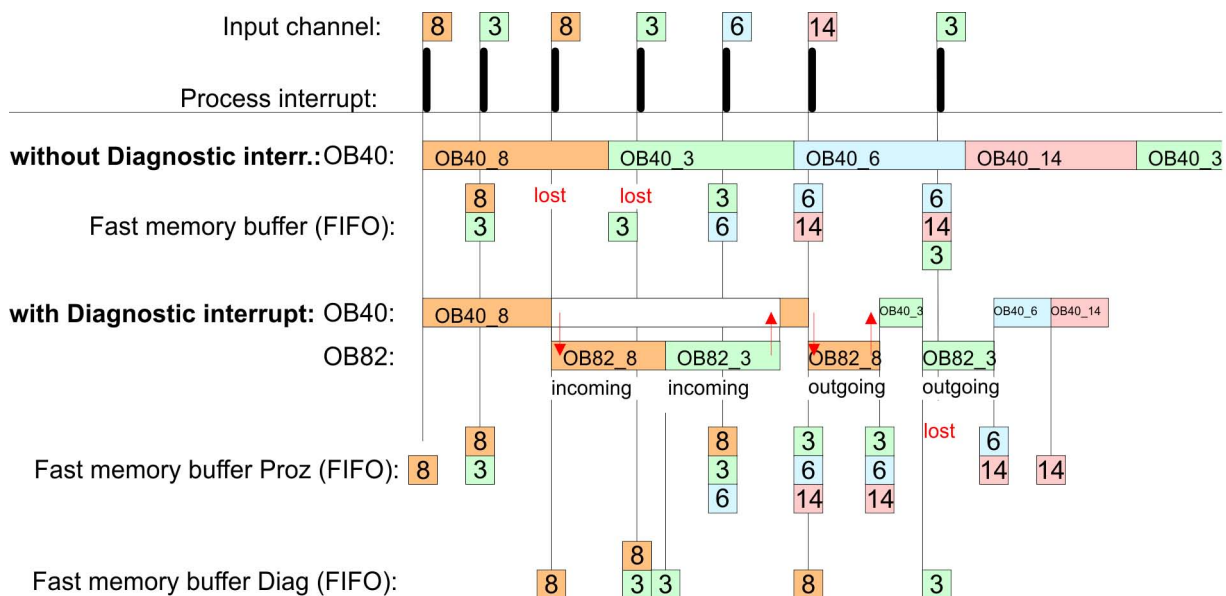 Input channel: 8 3 8 3 6 14 3
Process interrupt:
without Diagnostic interr.: OB40: OB40_8 OB40_3 OB40_6 OB40_14 OB40_3
8 lost lost 3 6 6
Fast memory buffer (FIFO): 3 3 6 14 14
3
with Diagnostic interrupt: OB40: OB40_8 OB40_3 OB40_6 OB40_14
OB82: OB82_8 OB82_3 OB82_8 OB82_3
incoming incoming outgoing outgoing
8 8 3 3 lost 6
Fast memory buffer Proz (FIFO): 8 3 3 6 6 14 14
6 14 14
8
Fast memory buffer Diag (FIFO): 8 3 3 8 3